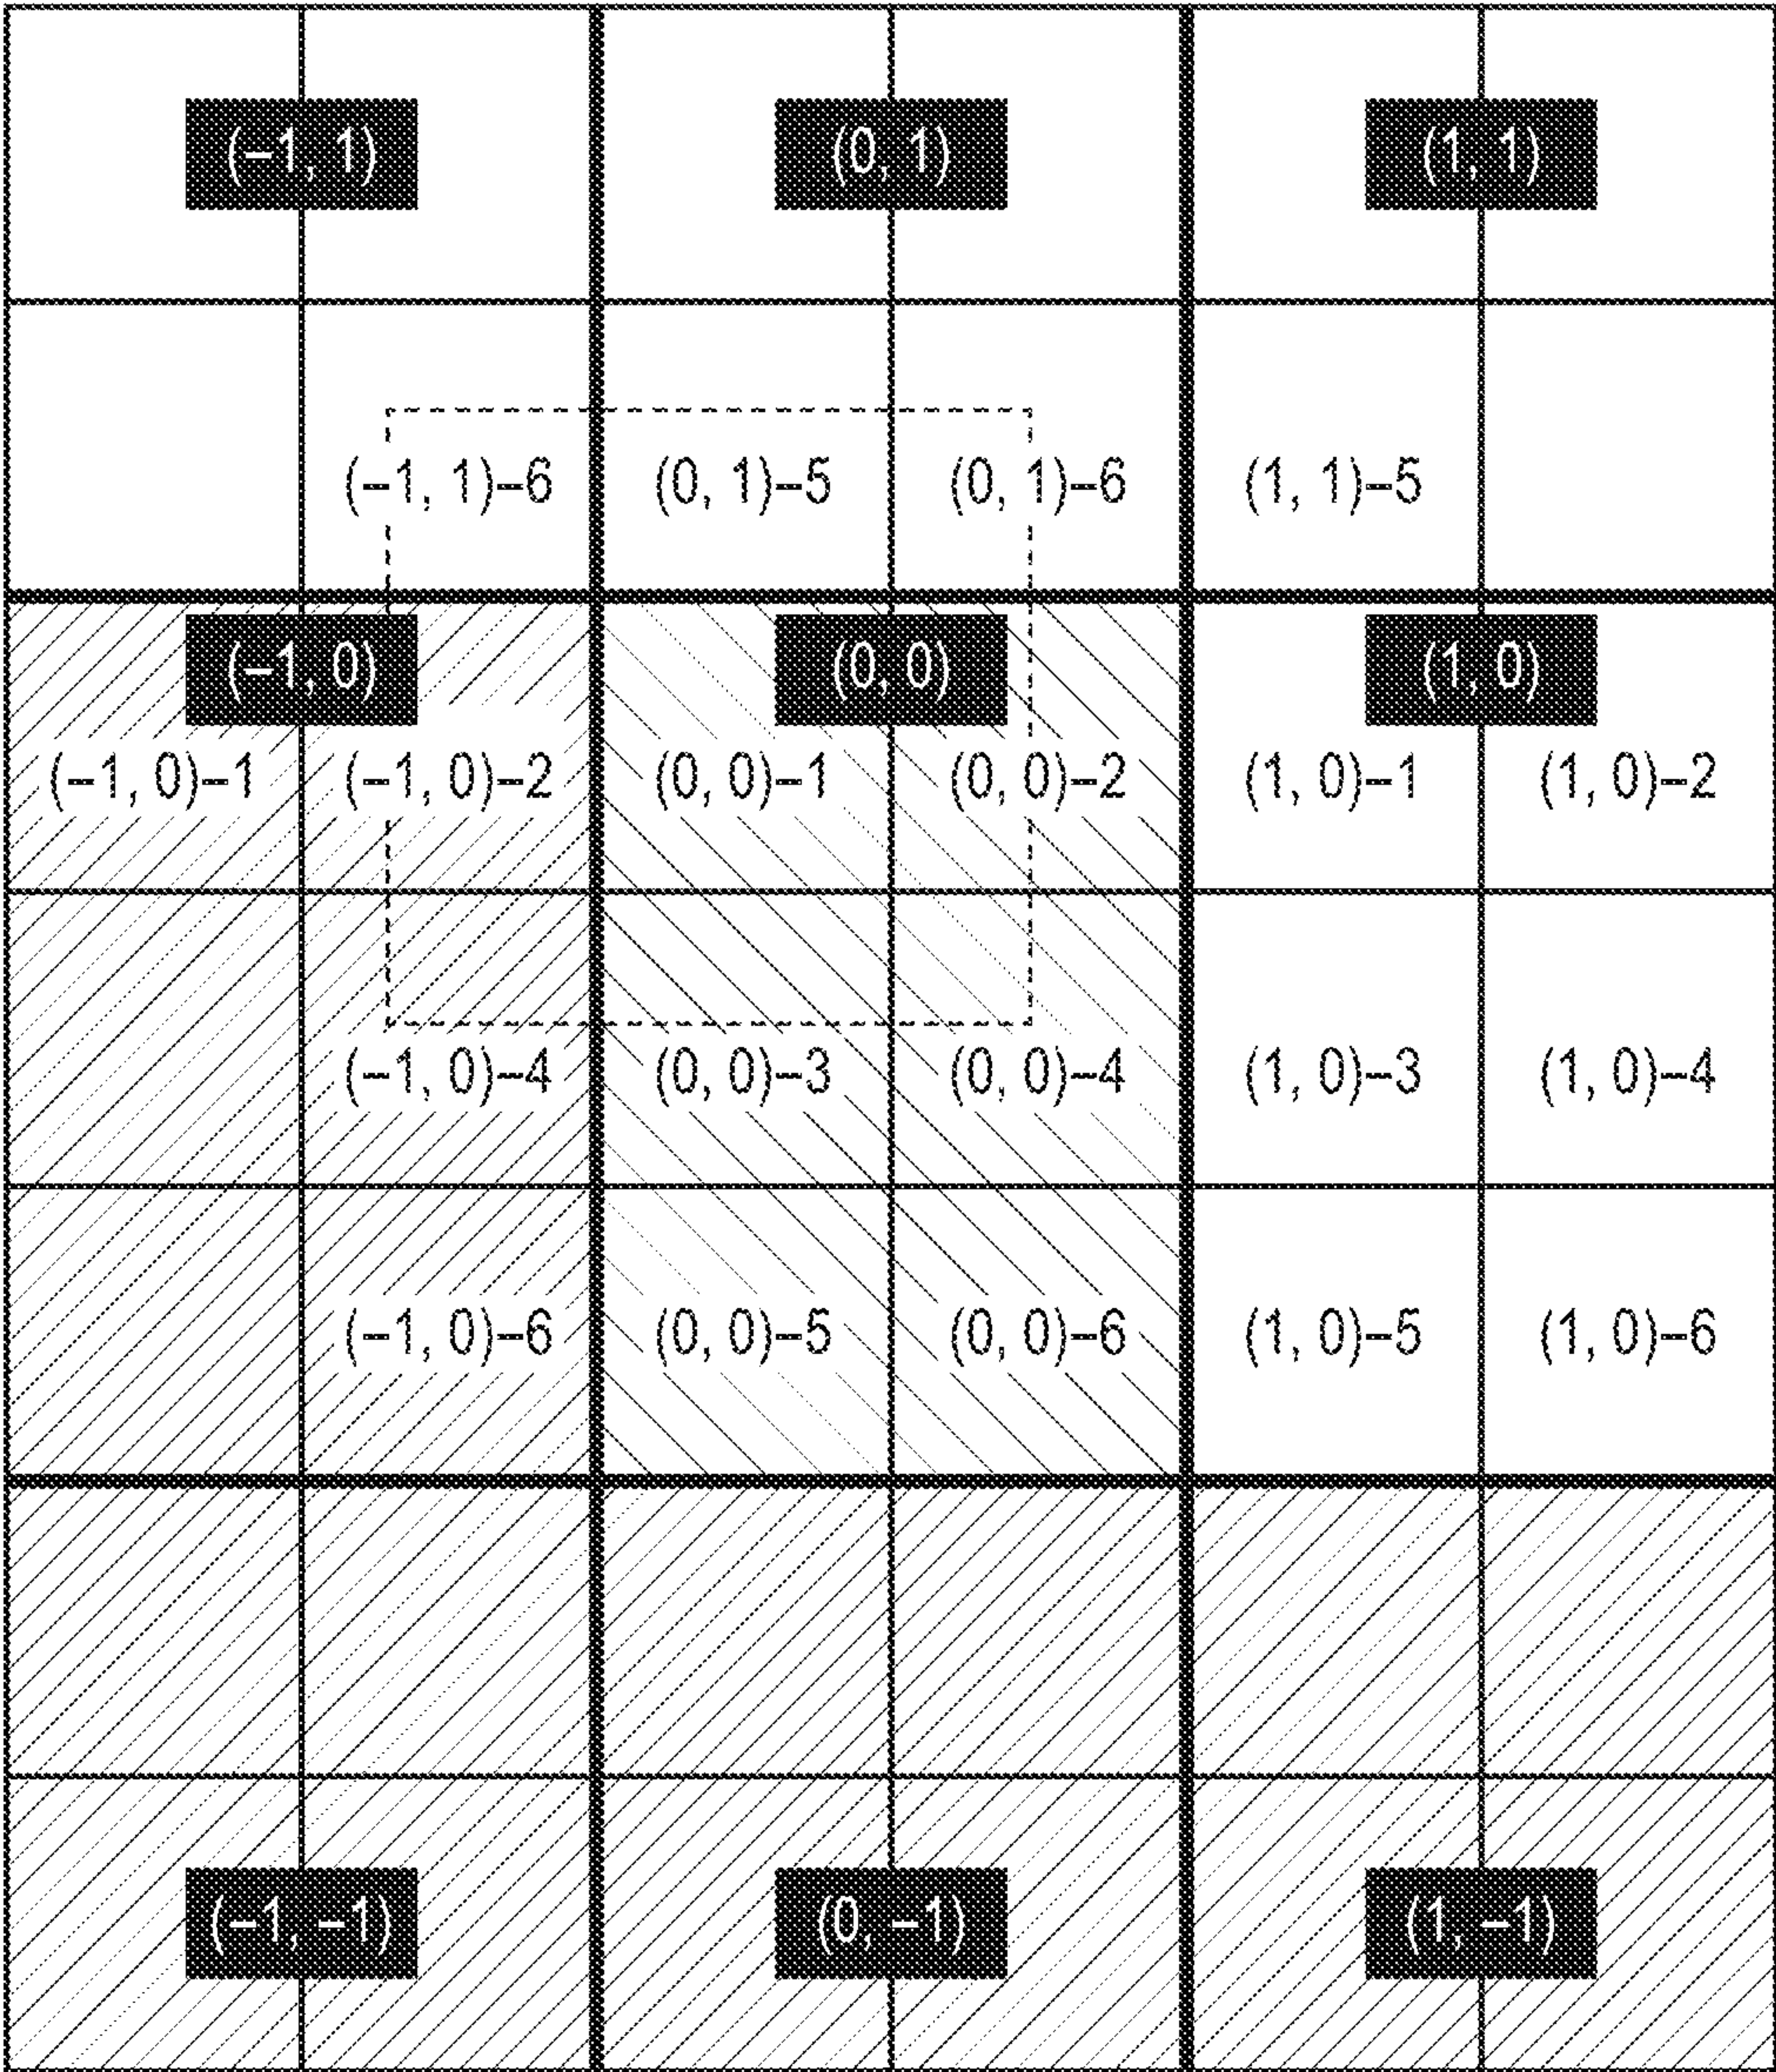 (−1, 1) (0, 1) (1, 1)
(−1, 1)−6 (0, 1)−5 (0, 1)−6 (1, 1)−5
(−1, 0) (0, 0) (1, 0)
(−1, 0)−1 (−1, 0)−2 (0, 0)−1 (0, 0)−2 (1, 0)−1 (1, 0)−2
(−1, 0)−4 (0, 0)−3 (0, 0)−4 (1, 0)−3 (1, 0)−4
(−1, 0)−6 (0, 0)−5 (0, 0)−6 (1, 0)−5 (1, 0)−6
(−1, −1) (0, −1) (1, −1)